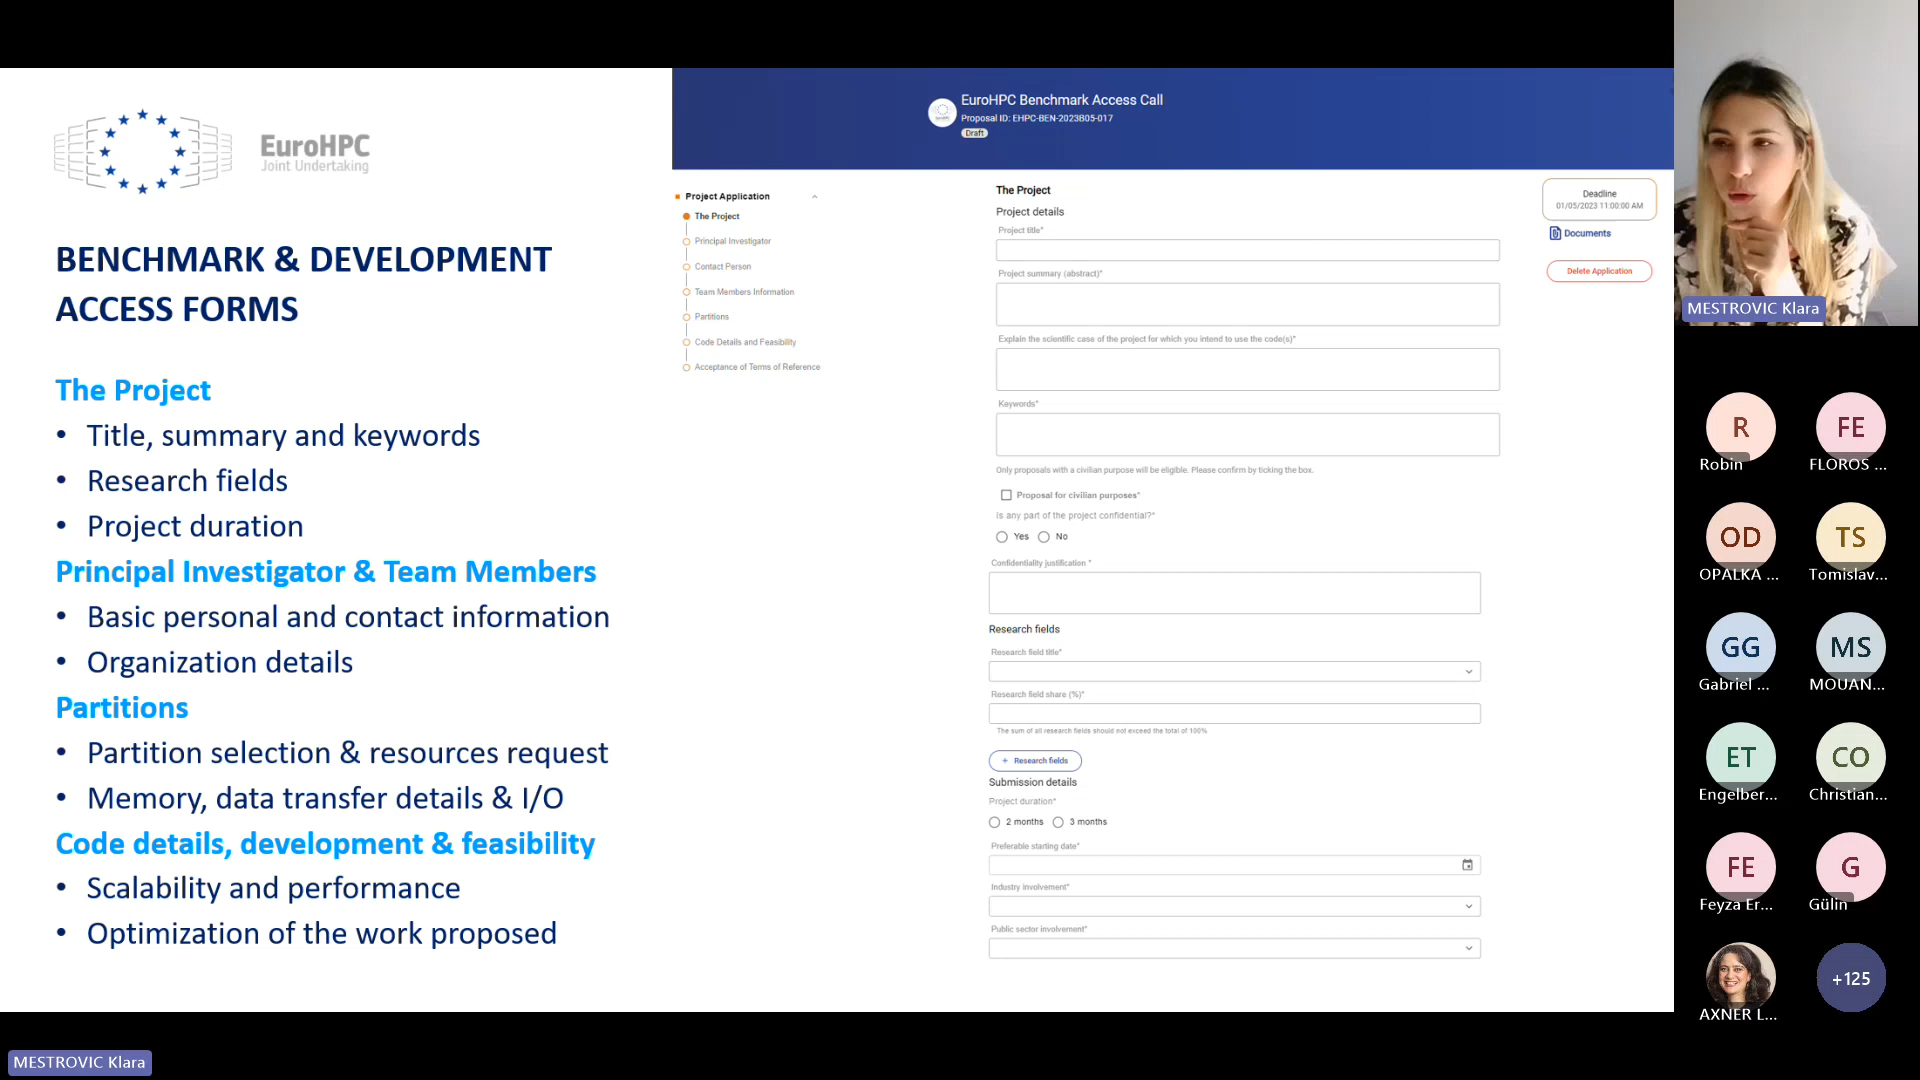 EuroHPC
Joint Undertaking
BENCHMARK & DEVELOPMENT
ACCESS FORMS
The Project
• Title, summary and keywords
• Research fields
• Project duration
Principal Investigator & Team Members
• Basic personal and contact information
• Organization details
Partitions
• Partition selection & resources request
• Memory, data transfer details & I/O
Code details, development & feasibility
• Scalability and performance
• Optimization of the work proposed
EuroHPC Benchmark Access Call
Proposal ID: EHPC-BEN-2023B05-017
Draft
Project Application
The Project
Principal Investigator
Contact Person
Team Members Information
Partitions
Code Details and Feasibility
Acceptance of Terms of Reference
The Project
Project details
Project title*
Project summary (abstract)*
Explain the scientific case of the project for which you intend to use the code(s)*
Keywords*
Only proposals with a civilian purpose will be eligible. Please confirm by ticking the box.
Proposal for civilian purposes*
Is any part of the project confidential?*
Yes No
Confidentiality justification *
Research fields
Research field title*
Research field share (%)*
The sum of all research fields should not exceed the total of 100%
+ Research fields
Submission details
Project duration*
2 months 3 months
Preferable starting date*
Industry involvement*
Public sector involvement*
Deadline
01/05/2023 11:00:00 AM
Documents
Delete Application
MESTROVIC Klara
R FE
Robin FLOROS ...
OD TS
OPALKA ... Tomislav...
GG MS
Gabriel ... MOUAN...
ET CO
Engelber... Christian...
FE G
Feyza Er... Gülin
+125
AXNER L...
MESTROVIC Klara